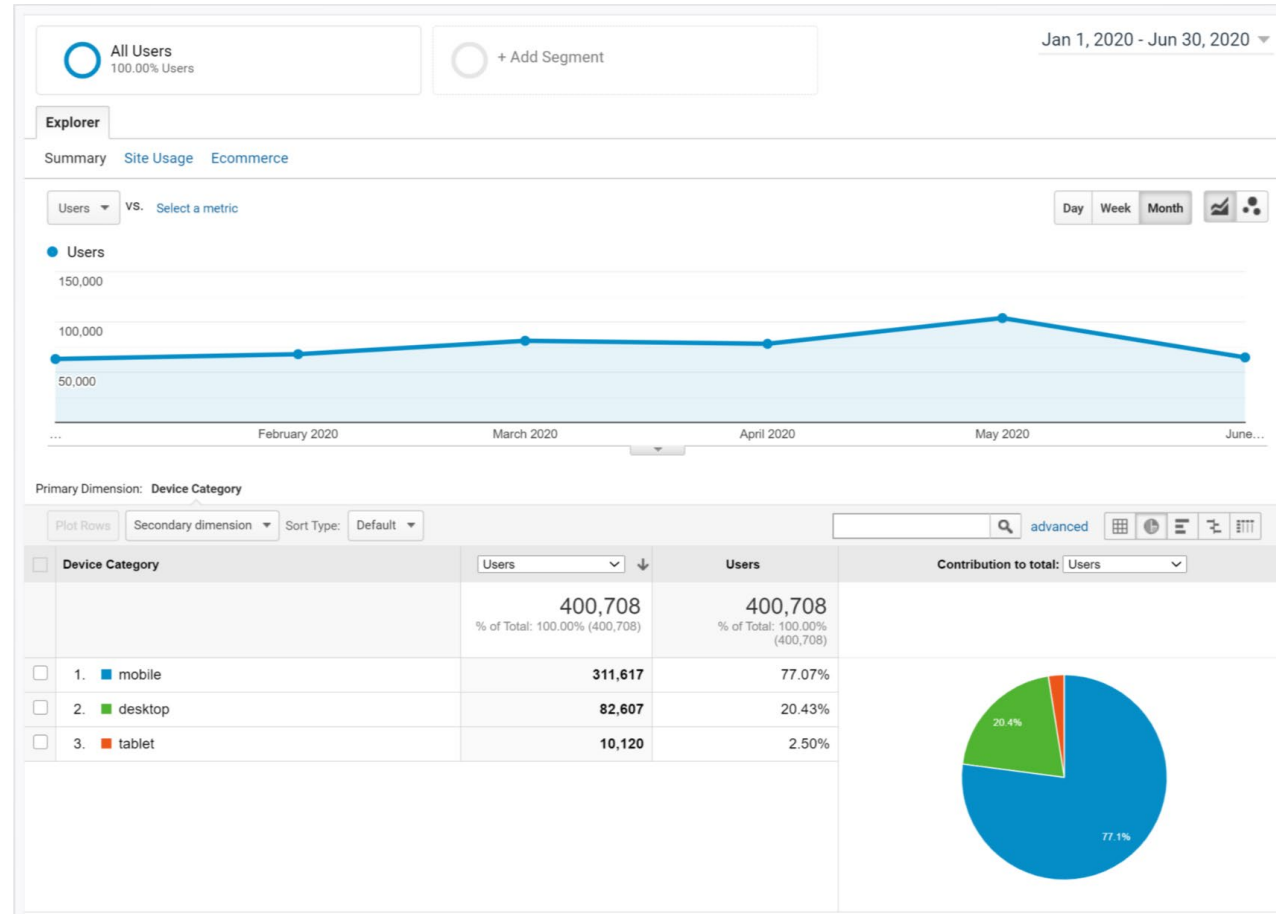 All Users
100.00% Users
+ Add Segment
Jan 1, 2020 - Jun 30, 2020
Explorer
Summary Site Usage Ecommerce
Users VS. Select a metric
Day Week Month
Users
150,000
100,000
50,000
... February 2020 March 2020 April 2020 May 2020 June...
Primary Dimension: Device Category
Plot Rows Secondary dimension Sort Type: Default advanced
Device Category Users Users Contribution to total: Users
400,708 400,708
% of Total: 100.00% (400,708) % of Total: 100.00%
(400,708)
1. mobile 311,617 77.07%
2. desktop 82,607 20.43%
3. tablet 10,120 2.50%
20.4%
77.1%